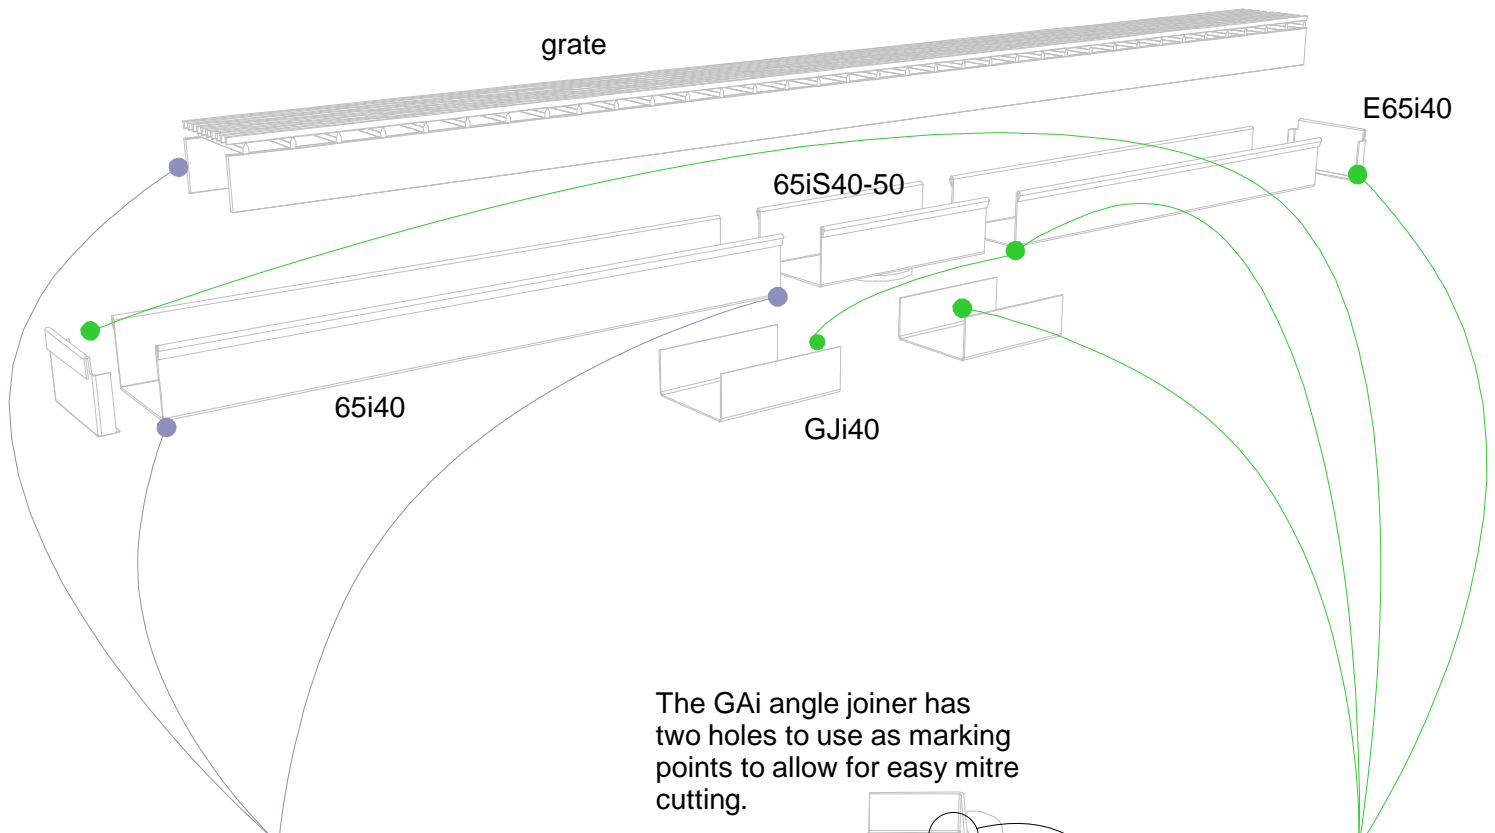 grate
E65i40
65iS40-50
65i40
GJi40
The GAi angle joiner has
two holes to use as marking
points to allow for easy mitre
cutting.